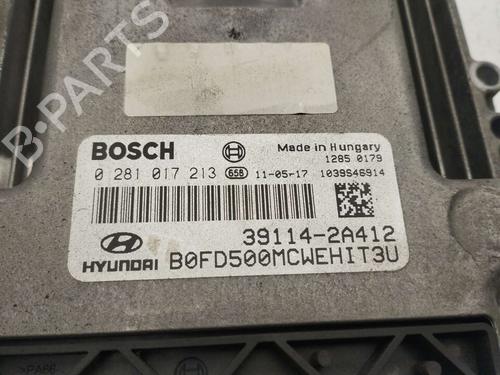 B-PARTS
BOSCH
Made in Hungary
1285 0179
0 281 017 213 658 11-05-17 1039S46914
39114-2A412
HYUNDAI B0FD500MCWEHIT3U
>PA66